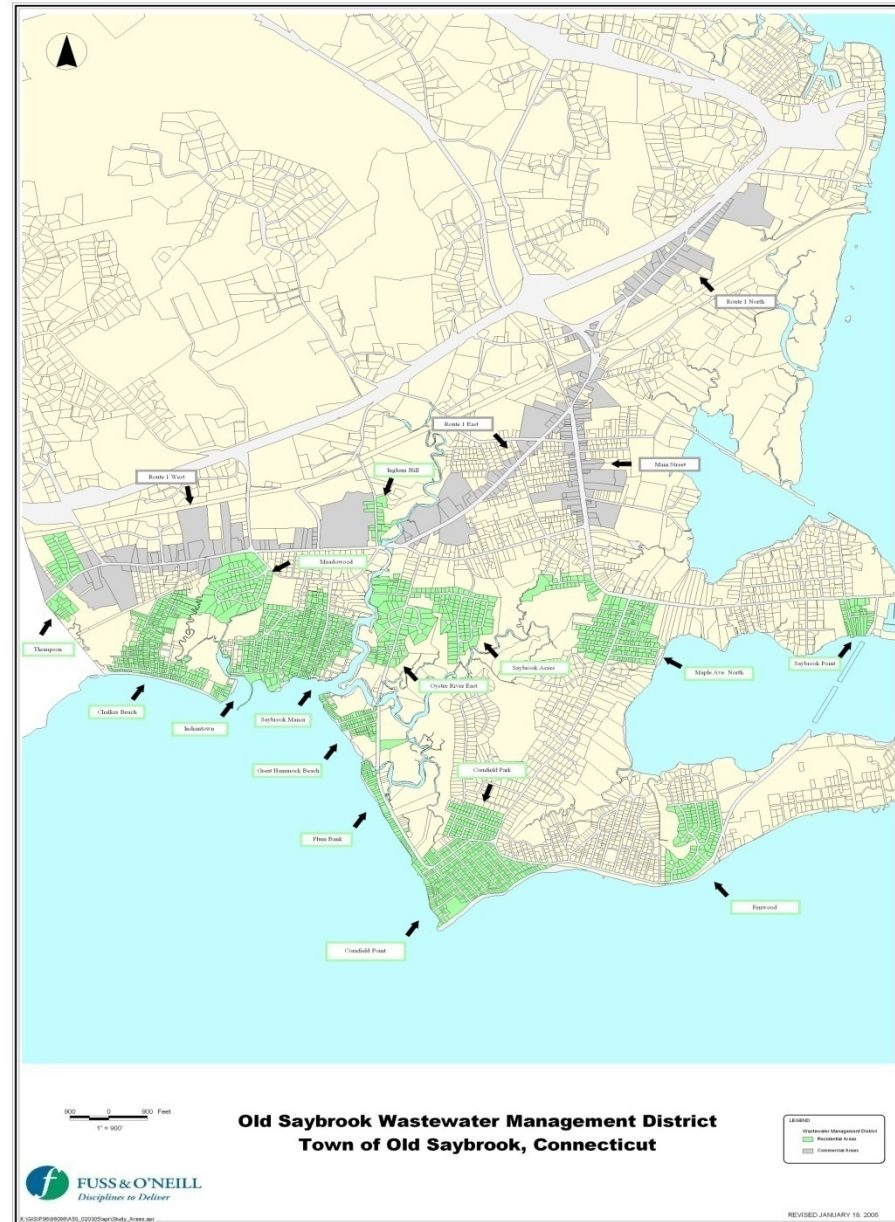 Route 1 North
Route 1 East
Main Street
Ingham Hill
Route 1 West
Meadowood
Thompson
Saybrook Acres
Maple Ave. North
Saybrook Point
Oyster River East
Chalker Beach
Indiantown
Saybrook Manor
Great Hammock Beach
Cornfield Park
Plum Bank
Fenwood
Cornfield Point
900 0 900 Feet
1" = 900'
Old Saybrook Wastewater Management District
Town of Old Saybrook, Connecticut
LEGEND
Wastewater Management District
Residential Areas
Commercial Areas
FUSS & O'NEILL
Disciplines to Deliver
REVISED JANUARY 18, 2006